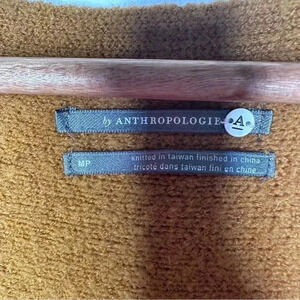 by ANTHROPOLOGIE
A
MP
knitted in taiwan finished in china
tricoté dans taiwan fini en chine